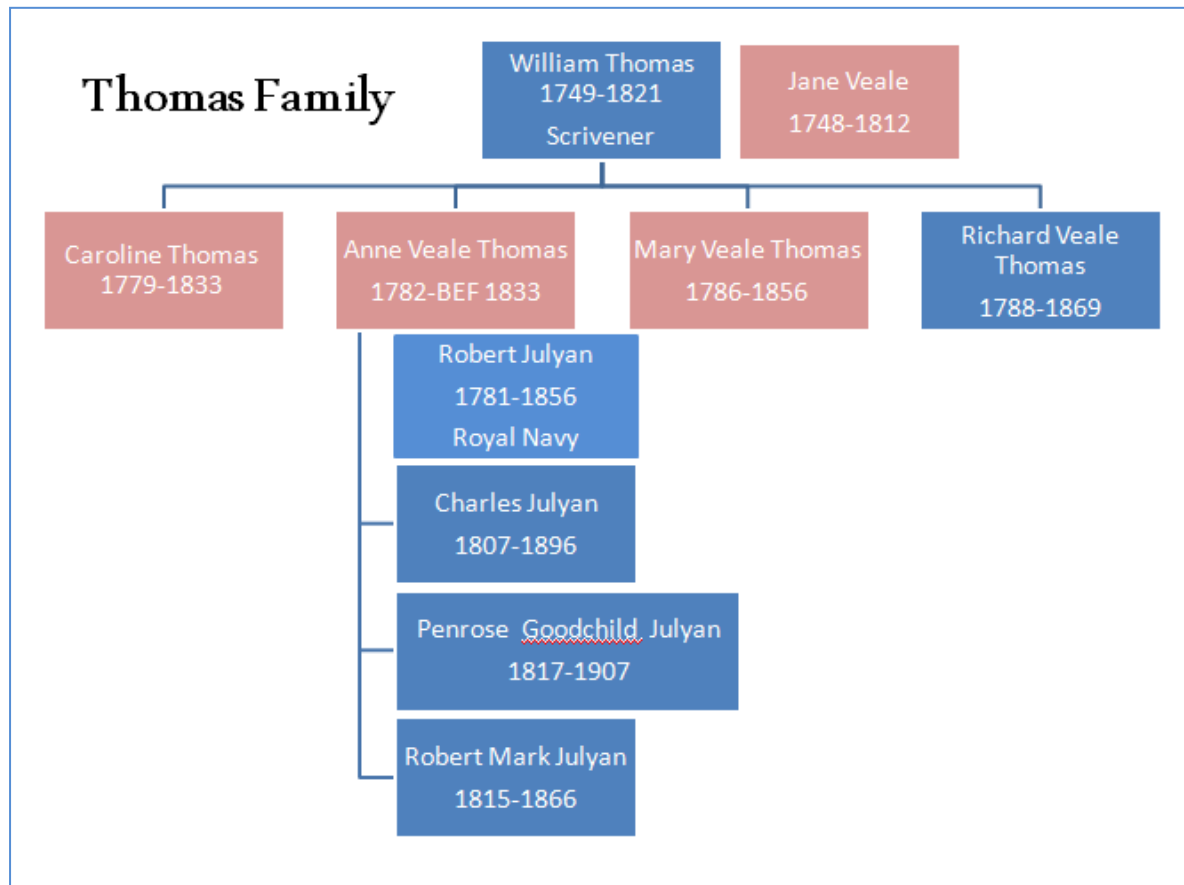 Thomas Family
William Thomas
1749-1821
Scrivener
Jane Veale
1748-1812
Caroline Thomas
1779-1833
Anne Veale Thomas
1782-BEF 1833
Mary Veale Thomas
1786-1856
Richard Veale
Thomas
1788-1869
Robert Julyan
1781-1856
Royal Navy
Charles Julyan
1807-1896
Penrose Goodchild Julyan
1817-1907
Robert Mark Julyan
1815-1866